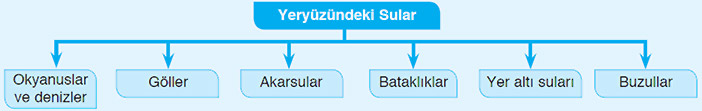 Yeryüzündeki Sular
Okyanuslar
ve denizler
Göller
Akarsular
Bataklıklar
Yer altı suları
Buzullar